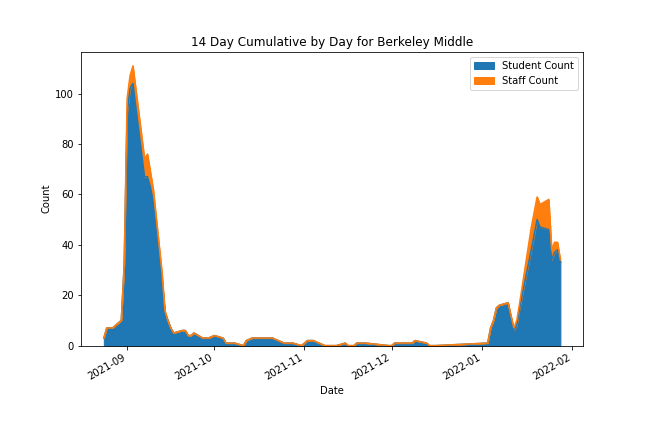 14 Day Cumulative by Day for Berkeley Middle
Student Count
Staff Count
100
80
60
40
20
0
Count
2021-09
2021-10
2021-11
2021-12
2022-01
2022-02
Date